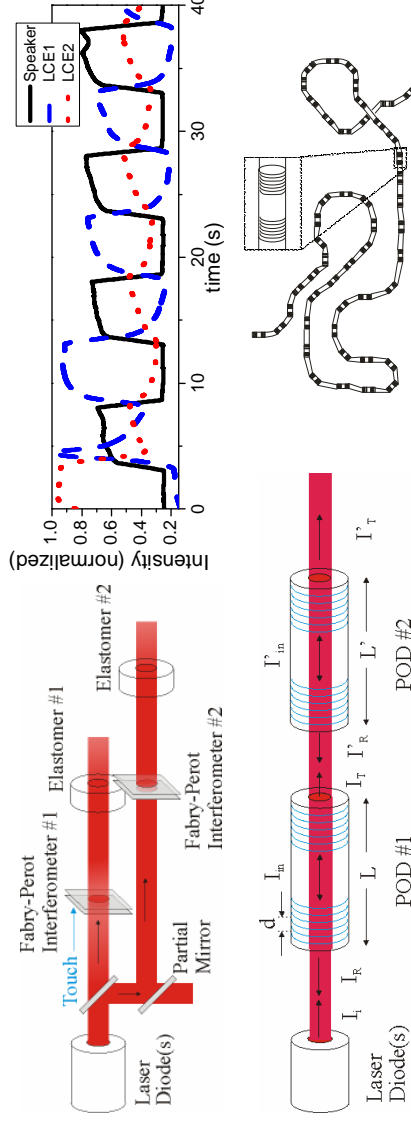 Fabry-Perot
Interferometer #1
Elastomer #1
Touch
Elastomer #2
Laser
Diode(s)
Partial
Mirror
Fabry-Perot
Interferometer #2
Intensity (normalized)
1.0
0.8
0.6
0.4
0.2
0
10
20
30
40
time (s)
Speaker
LCE1
LCE2
d
I_in
I'_in
I_i
I_R
I_T
I'_R
I'_T
L
L'
Laser
Diode(s)
POD #1
POD #2